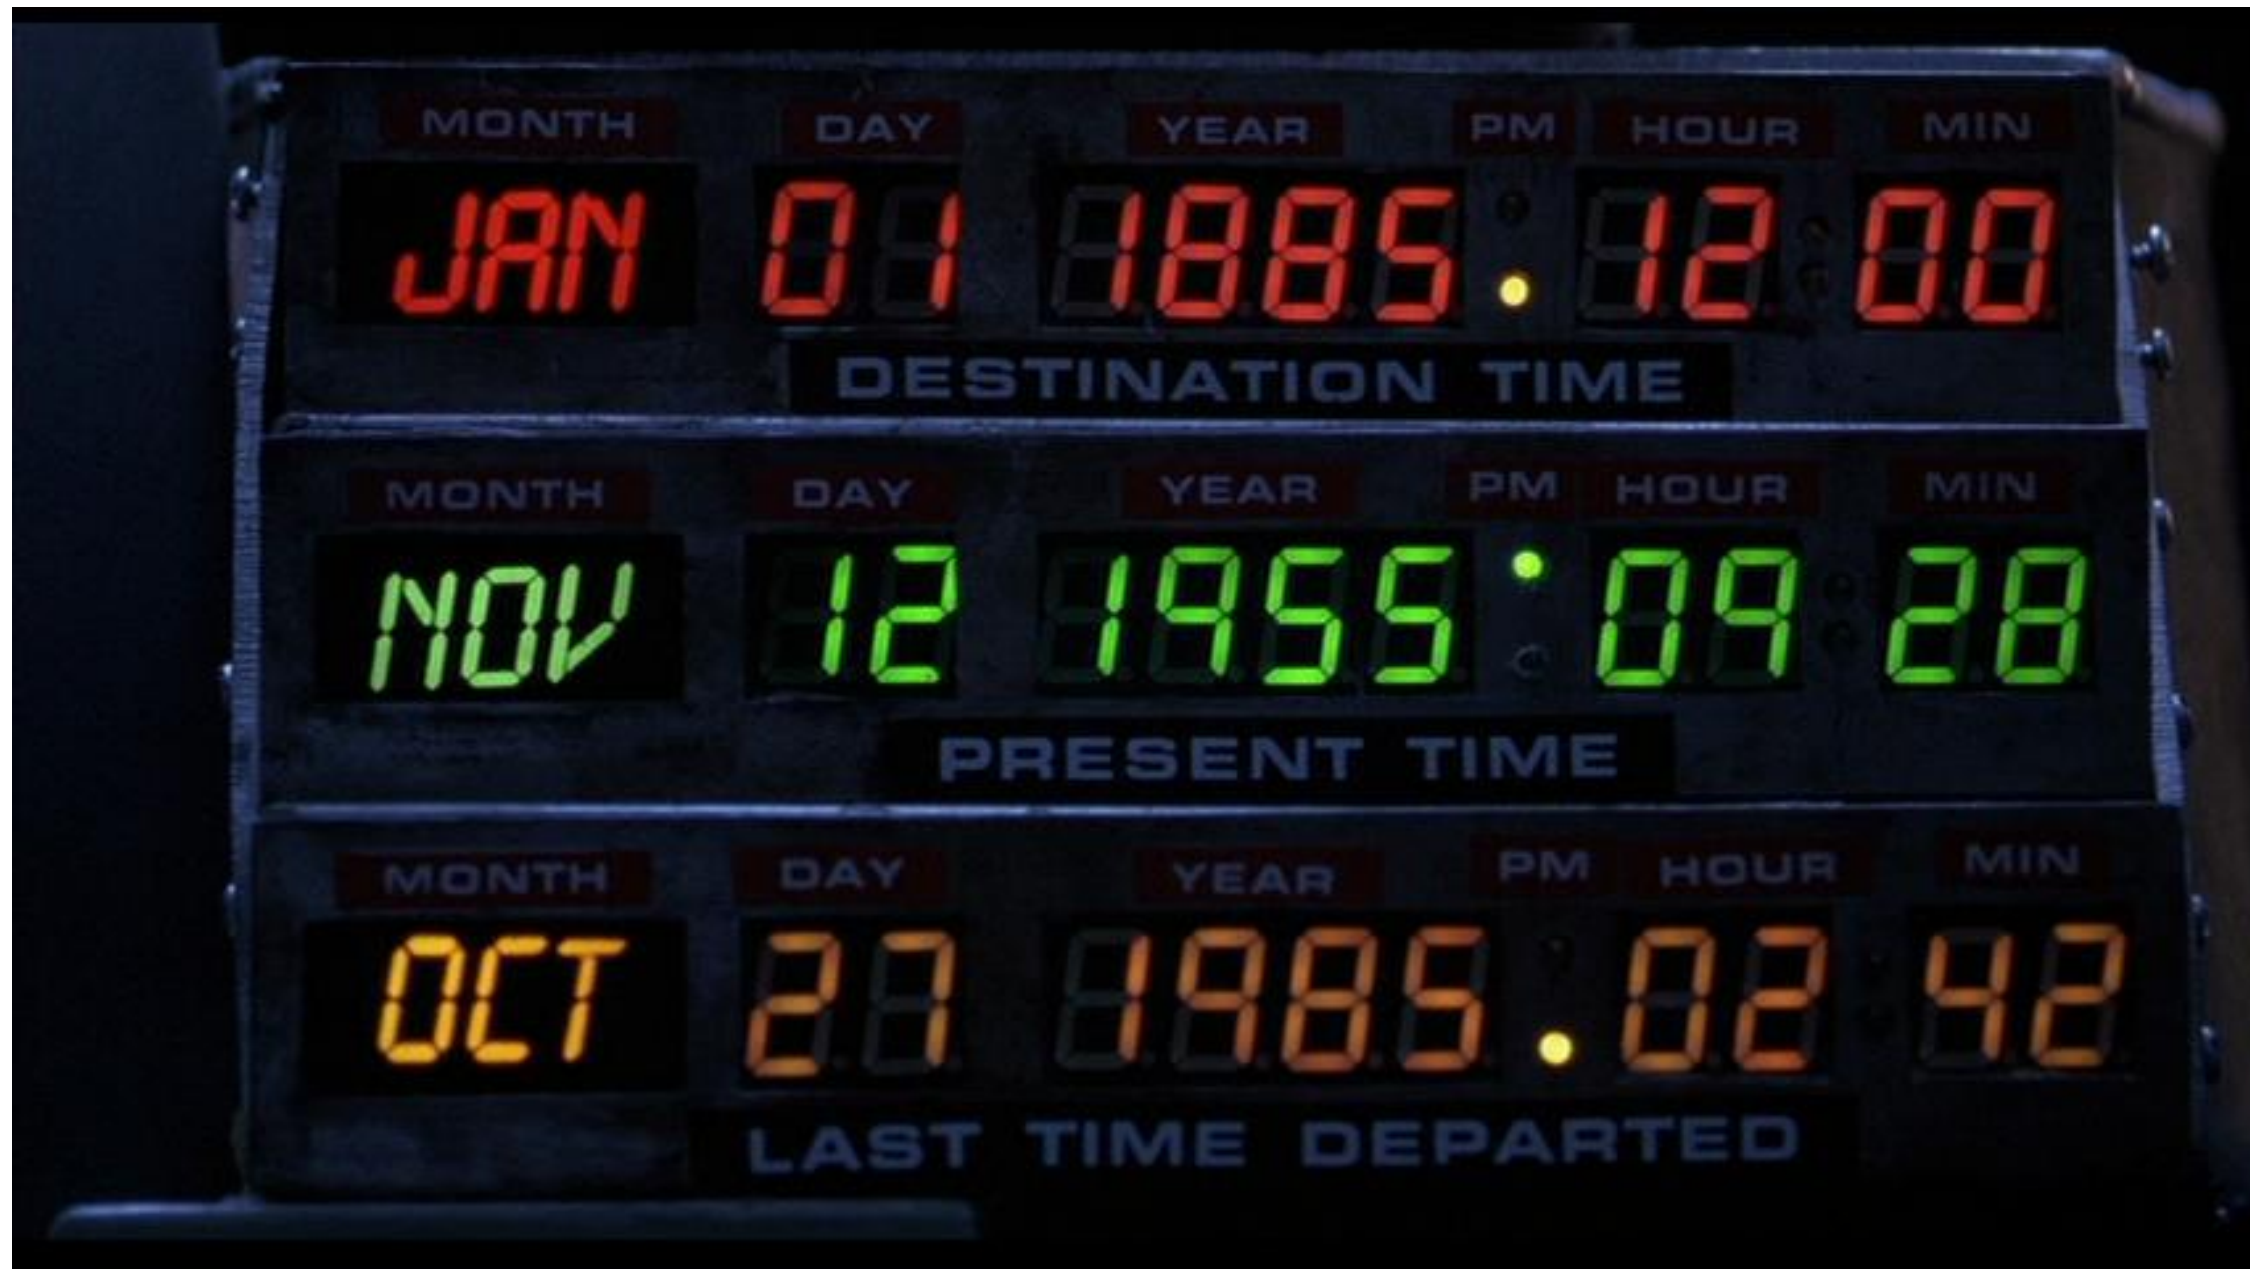 MONTH DAY YEAR PM HOUR MIN
JAN 01 1885 12 00
DESTINATION TIME
MONTH DAY YEAR PM HOUR MIN
NOV 12 1955 09 28
PRESENT TIME
MONTH DAY YEAR PM HOUR MIN
OCT 27 1985 02 42
LAST TIME DEPARTED